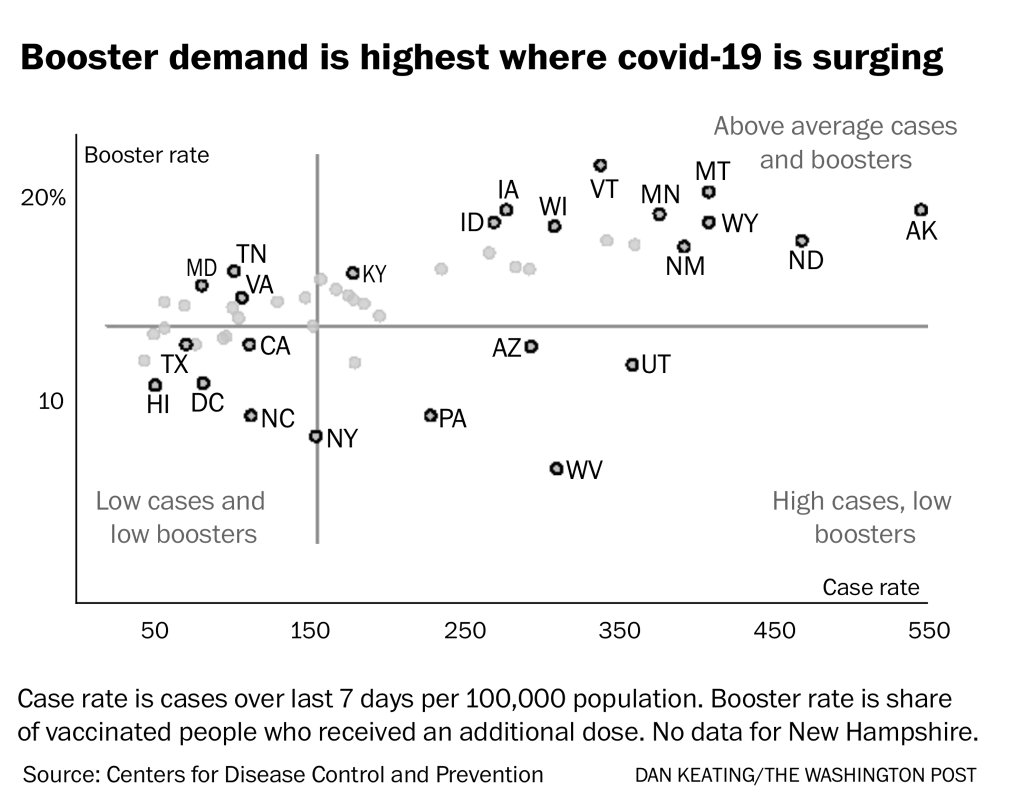 Booster demand is highest where covid-19 is surging
Above average cases
and boosters
Booster rate
20%
10
MT
VT
MN
IA
WI
ID
WY
AK
NM
ND
TN
MD
VA
KY
CA
TX
AZ
UT
HI
DC
NC
NY
PA
WV
Low cases and
low boosters
High cases, low
boosters
Case rate
50 150 250 350 450 550
Case rate is cases over last 7 days per 100,000 population. Booster rate is share
of vaccinated people who received an additional dose. No data for New Hampshire.
Source: Centers for Disease Control and Prevention
DAN KEATING/THE WASHINGTON POST